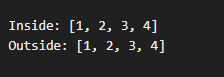 Inside: [1, 2, 3, 4]
Outside: [1, 2, 3, 4]